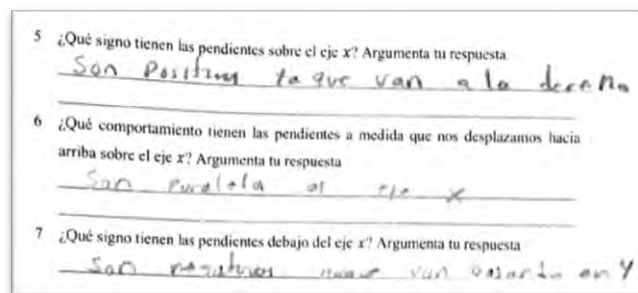 5 ¿Qué signo tienen las pendientes sobre el eje x? Argumenta tu respuesta
Son Positivas ya que van a la derecha
6 ¿Qué comportamiento tienen las pendientes a medida que nos desplazamos hacia
arriba sobre el eje x? Argumenta tu respuesta
San Paralela al eje x
7 ¿Qué signo tienen las pendientes debajo del eje x? Argumenta tu respuesta
San negativas van bajando en Y